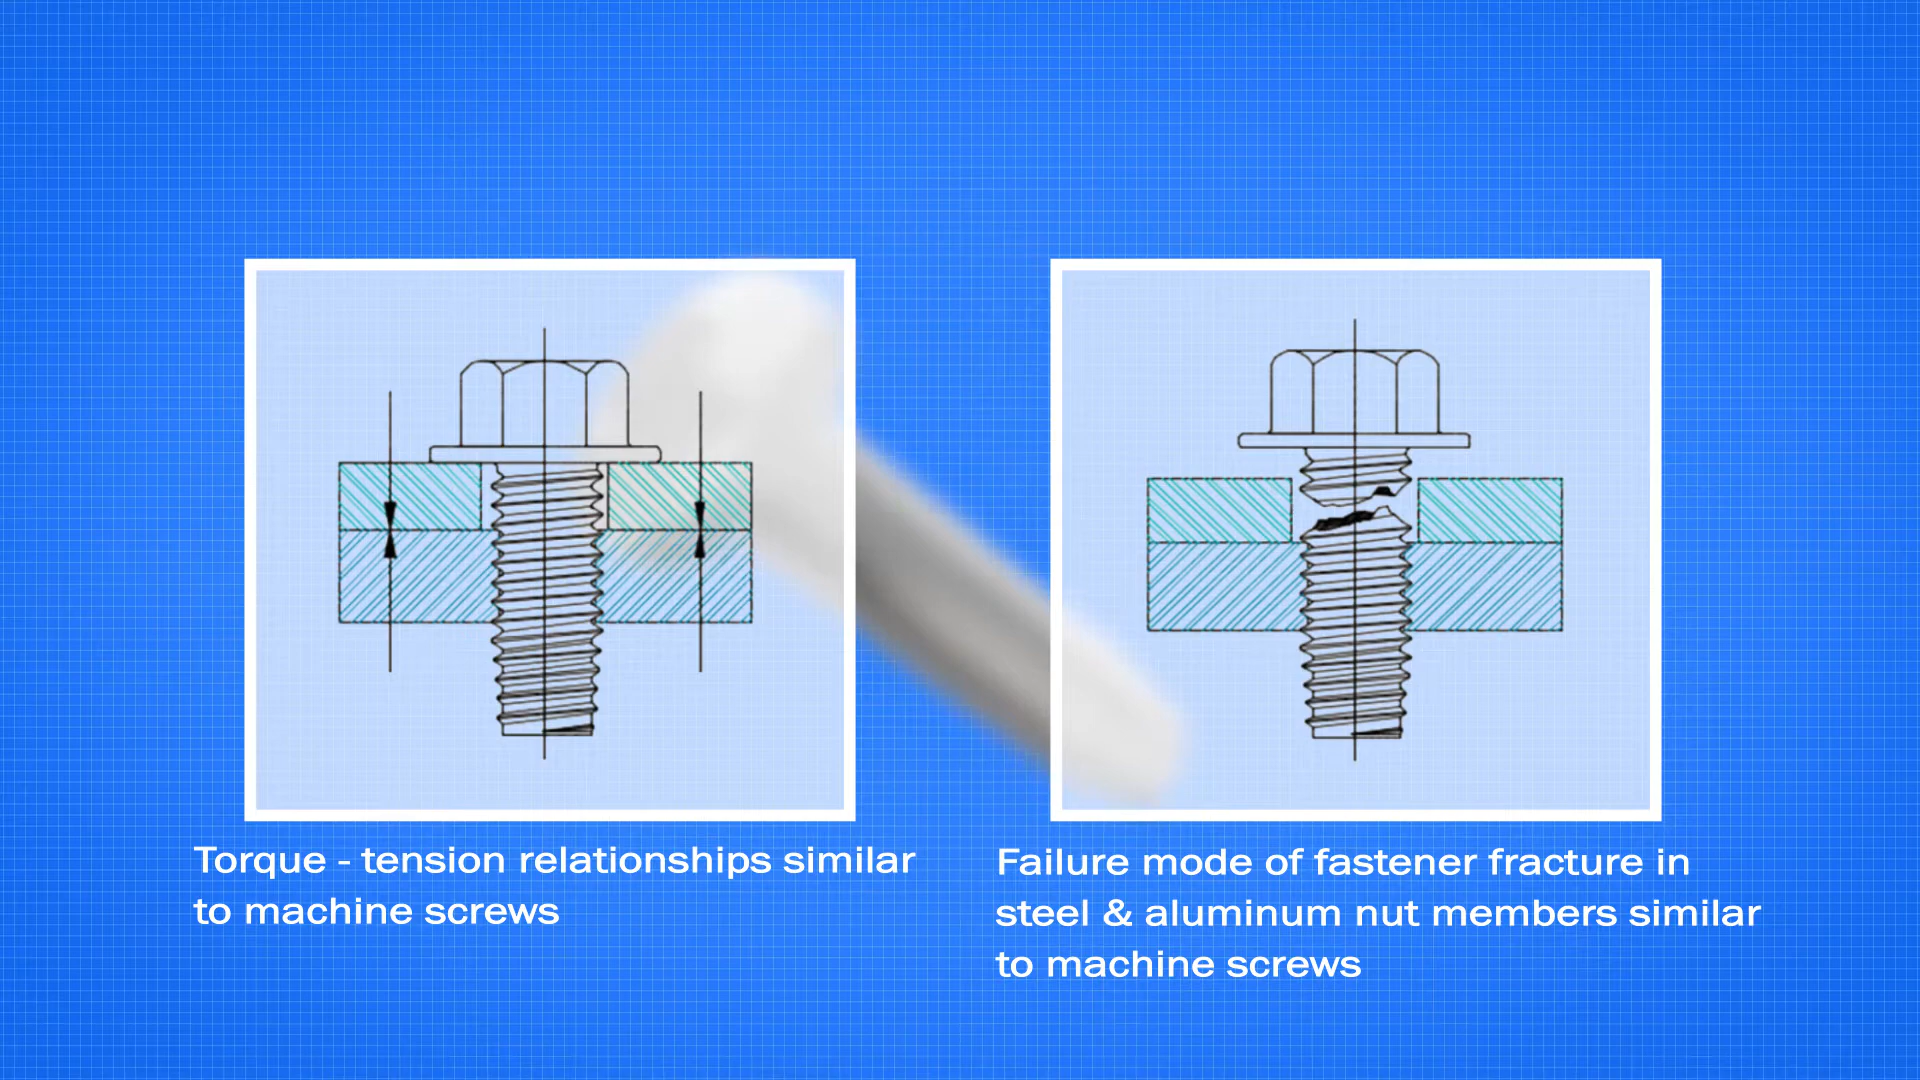 Torque - tension relationships similar
to machine screws
Failure mode of fastener fracture in
steel & aluminum nut members similar
to machine screws